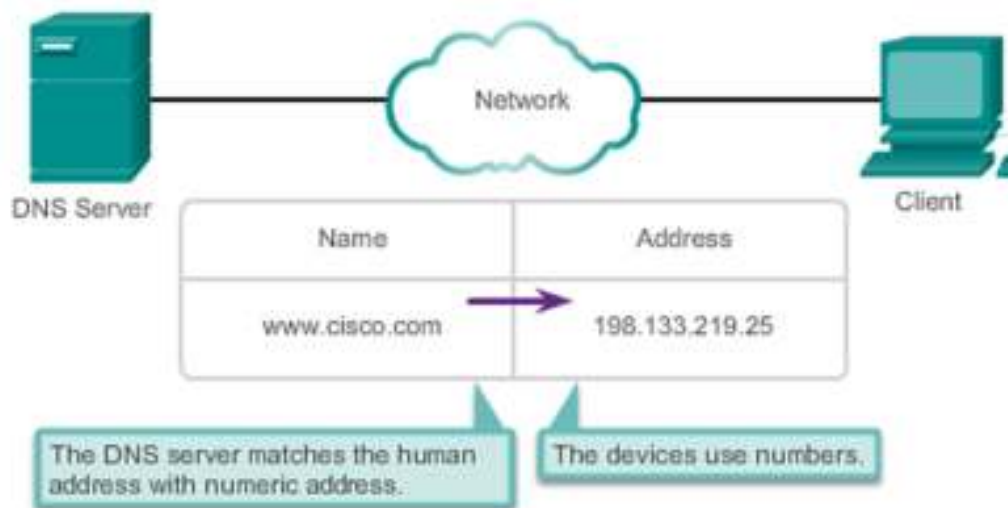 Network
DNS Server
Client
Name
Address
www.cisco.com
198.133.219.25
The DNS server matches the human
address with numeric address.
The devices use numbers.